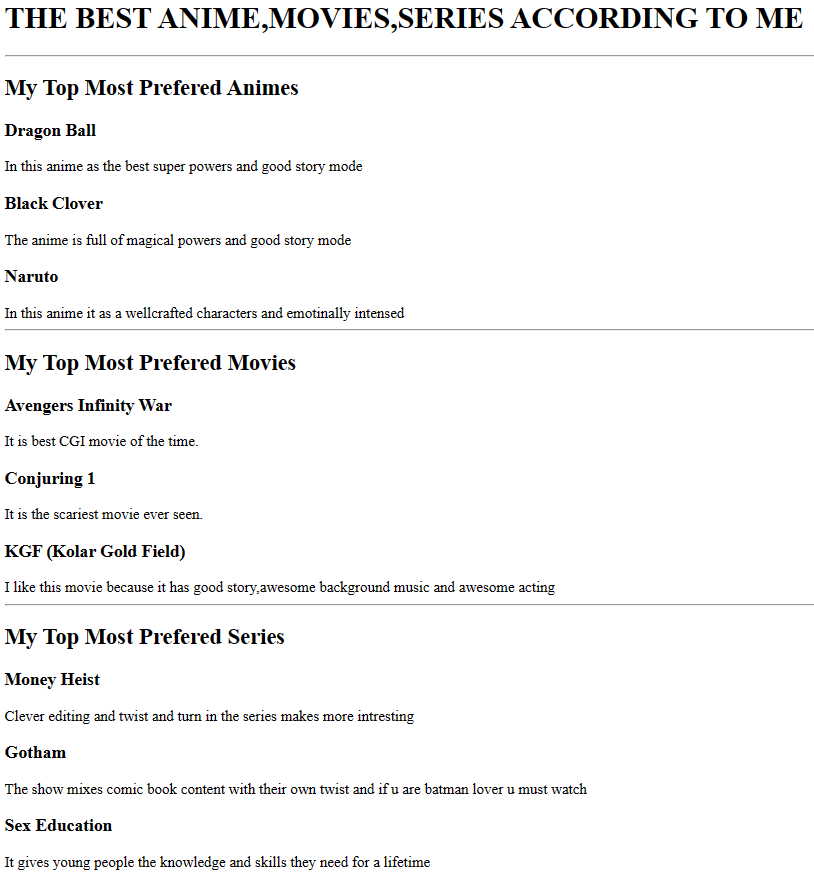 THE BEST ANIME,MOVIES,SERIES ACCORDING TO ME
My Top Most Prefered Animes
Dragon Ball
In this anime as the best super powers and good story mode
Black Clover
The anime is full of magical powers and good story mode
Naruto
In this anime it as a wellcrafted characters and emotinally intensed
My Top Most Prefered Movies
Avengers Infinity War
It is best CGI movie of the time.
Conjuring 1
It is the scariest movie ever seen.
KGF (Kolar Gold Field)
I like this movie because it has good story,awesome background music and awesome acting
My Top Most Prefered Series
Money Heist
Clever editing and twist and turn in the series makes more intresting
Gotham
The show mixes comic book content with their own twist and if u are batman lover u must watch
Sex Education
It gives young people the knowledge and skills they need for a lifetime